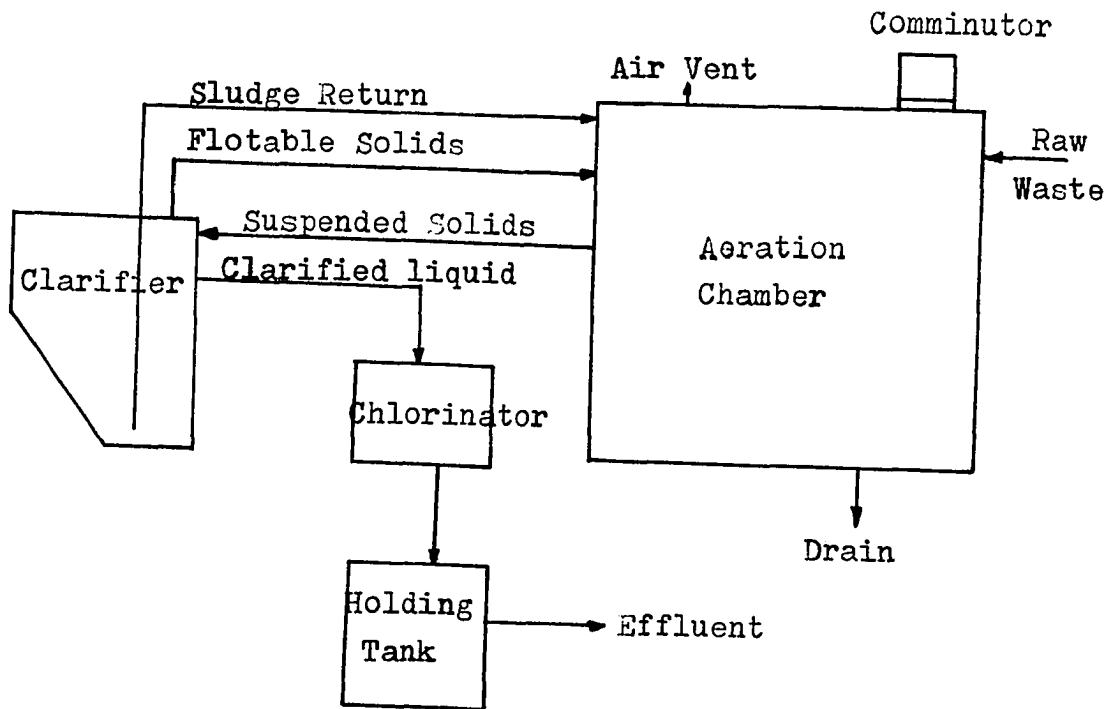 Comminutor
Air Vent
Sludge Return
Flotable Solids
Raw
Waste
Suspended Solids
Clarifier
Clarified liquid
Aeration
Chamber
Chlorinator
Drain
Holding
Tank
Effluent